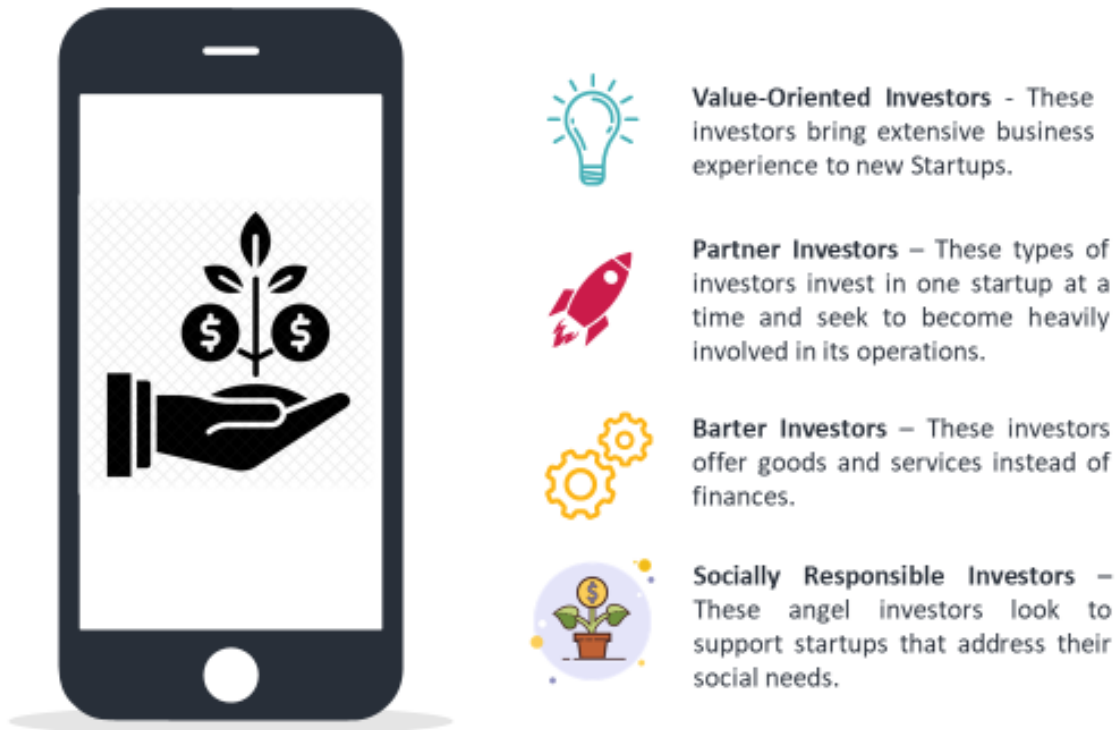 $ $
Value-Oriented Investors - These
investors bring extensive business
experience to new Startups.
Partner Investors – These types of
investors invest in one startup at a
time and seek to become heavily
involved in its operations.
Barter Investors – These investors
offer goods and services instead of
finances.
$
Socially Responsible Investors –
These angel investors look to
support startups that address their
social needs.